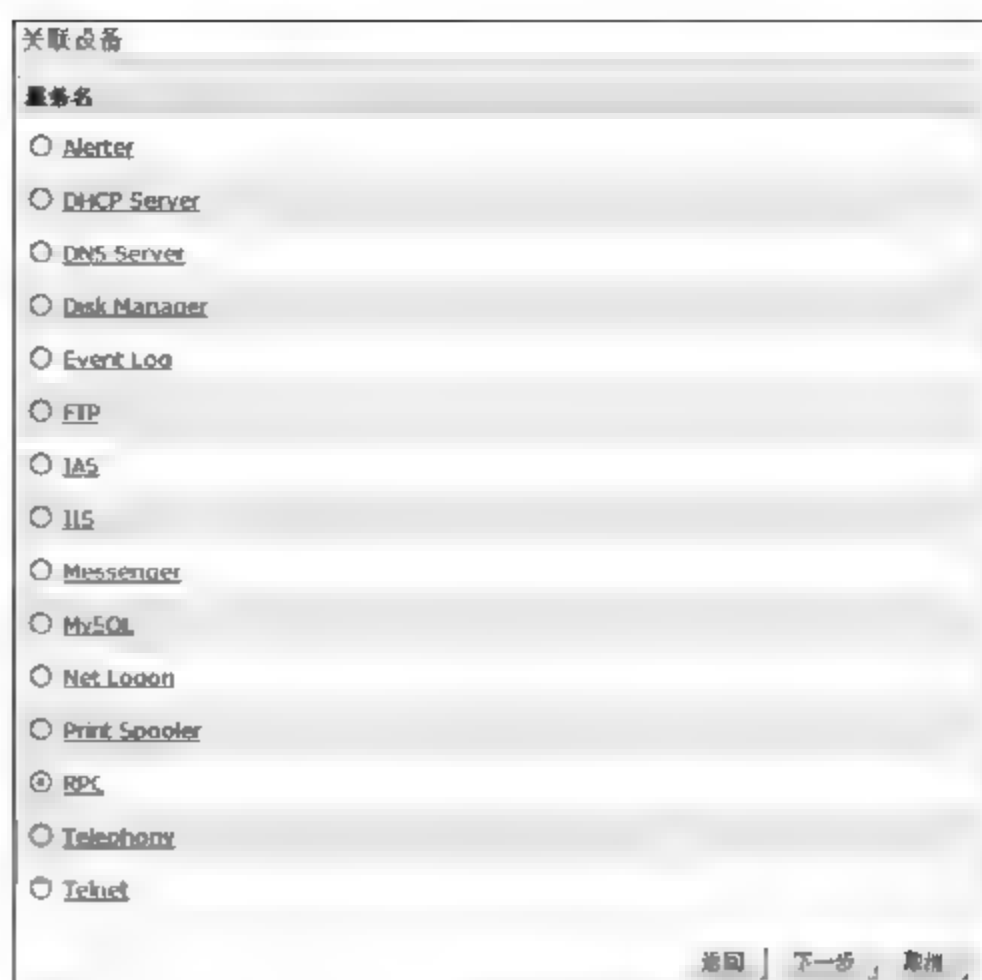 关联设备
服务名
Alerter
DHCP Server
DNS Server
Disk Manager
Event Log
FTP
IAS
IIS
Messenger
MySQL
Net Logon
Print Spooler
RPC
Telephony
Telnet
返回 下一步 取消